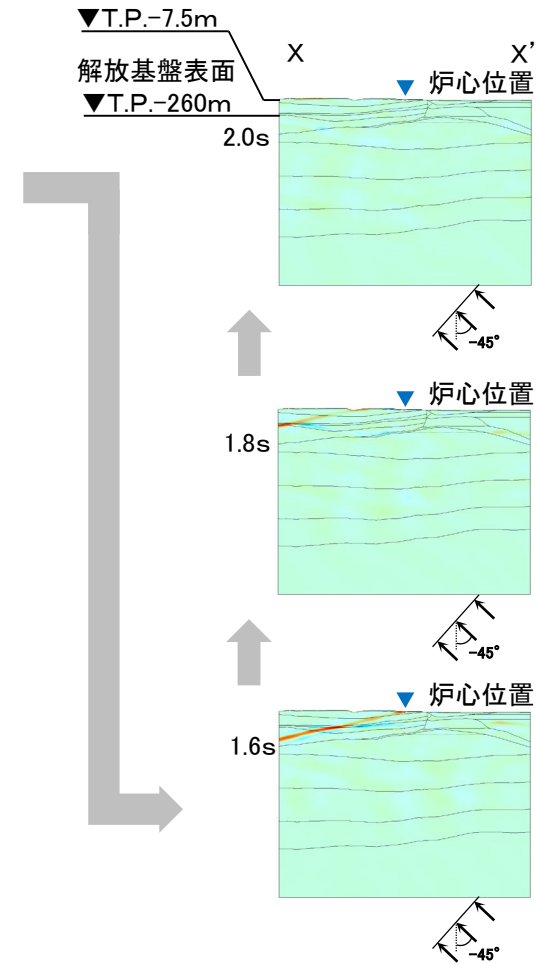 ▼T.P.-7.5m
X X'
解放基盤表面
▼T.P.-260m
▼ 炉心位置
2.0s
-45°
▼ 炉心位置
1.8s
-45°
▼ 炉心位置
1.6s
-45°